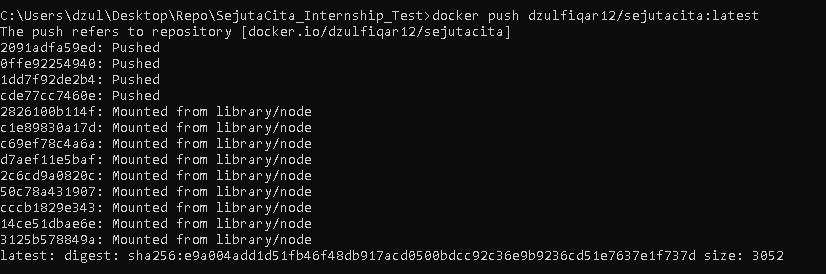 C:\Users\dzul\Desktop\Repo\SejutaCita_Internship_Test>docker push dzulfiqar12/sejutacita:latest
The push refers to repository [docker.io/dzulfiqar12/sejutacita]
2091adfa59ed: Pushed
0ffe92254940: Pushed
1dd7f92de2b4: Pushed
cde77cc7460e: Pushed
2826100b114f: Mounted from library/node
c1e89830a17d: Mounted from library/node
c69ef78c4a6a: Mounted from library/node
d7aef11e5baf: Mounted from library/node
2c6cd9a0820c: Mounted from library/node
50c78a431907: Mounted from library/node
cccb1829e343: Mounted from library/node
14ce51dbae6e: Mounted from library/node
3125b578849a: Mounted from library/node
latest: digest: sha256:e9a004add1d51fb46f48db917acd0500bdcc92c36e9b9236cd51e7637e1f737d size: 3052